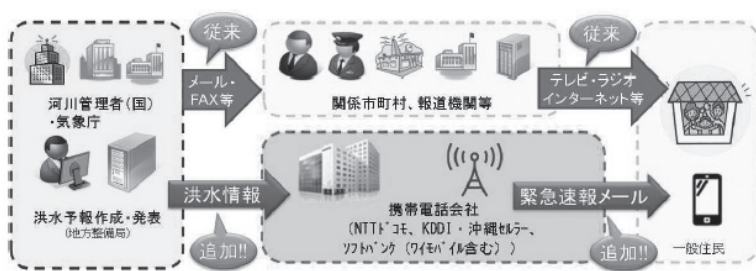 従来
メール・
FAX等
河川管理者(国)
・気象庁
洪水予報作成・発表
(地方整備局)
関係市町村、報道機関等
従来
テレビ・ラジオ
インターネット等
洪水情報
追加!!
携帯電話会社
(NTTドコモ、KDDI・沖縄セルラー、
ソフトバンク(ワイモバイル含む))
緊急速報メール
追加!!
一般住民